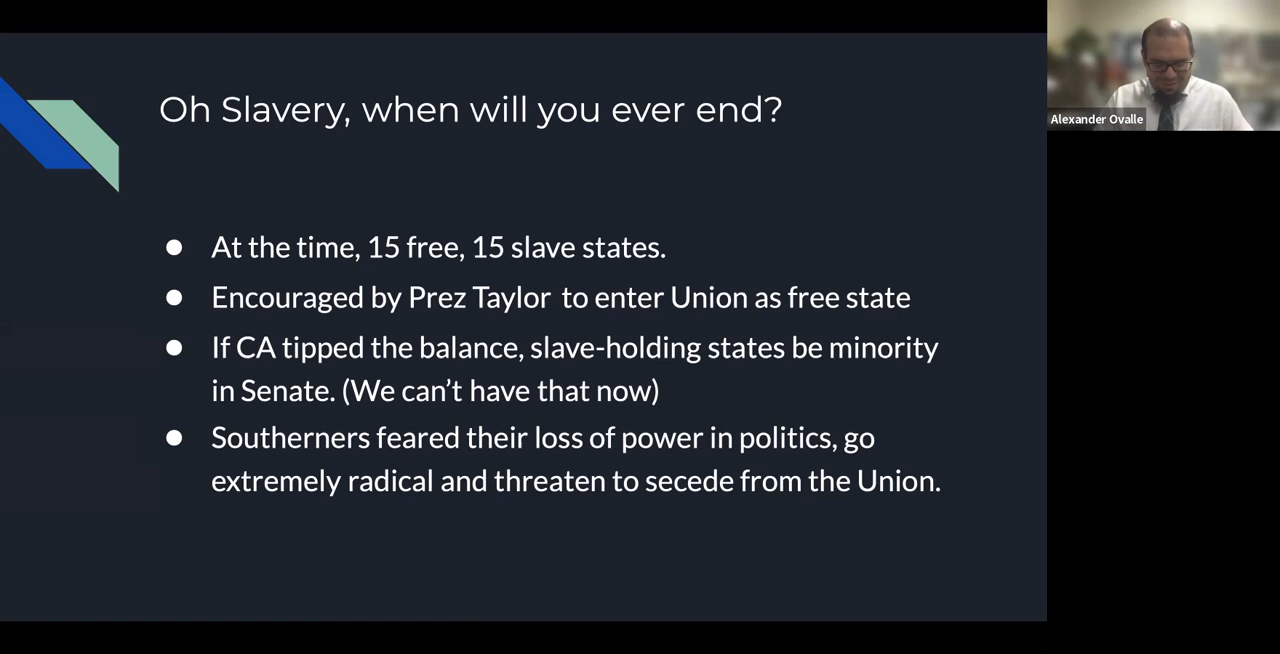 Oh Slavery, when will you ever end?
● At the time, 15 free, 15 slave states.
● Encouraged by Prez Taylor to enter Union as free state
● If CA tipped the balance, slave-holding states be minority
in Senate. (We can't have that now)
● Southerners feared their loss of power in politics, go
extremely radical and threaten to secede from the Union.
Alexander Ovalle